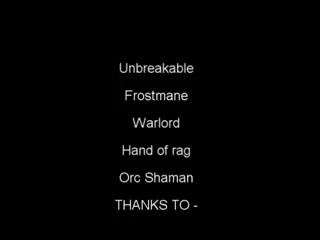 Unbreakable
Frostmane
Warlord
Hand of rag
Orc Shaman
THANKS TO -